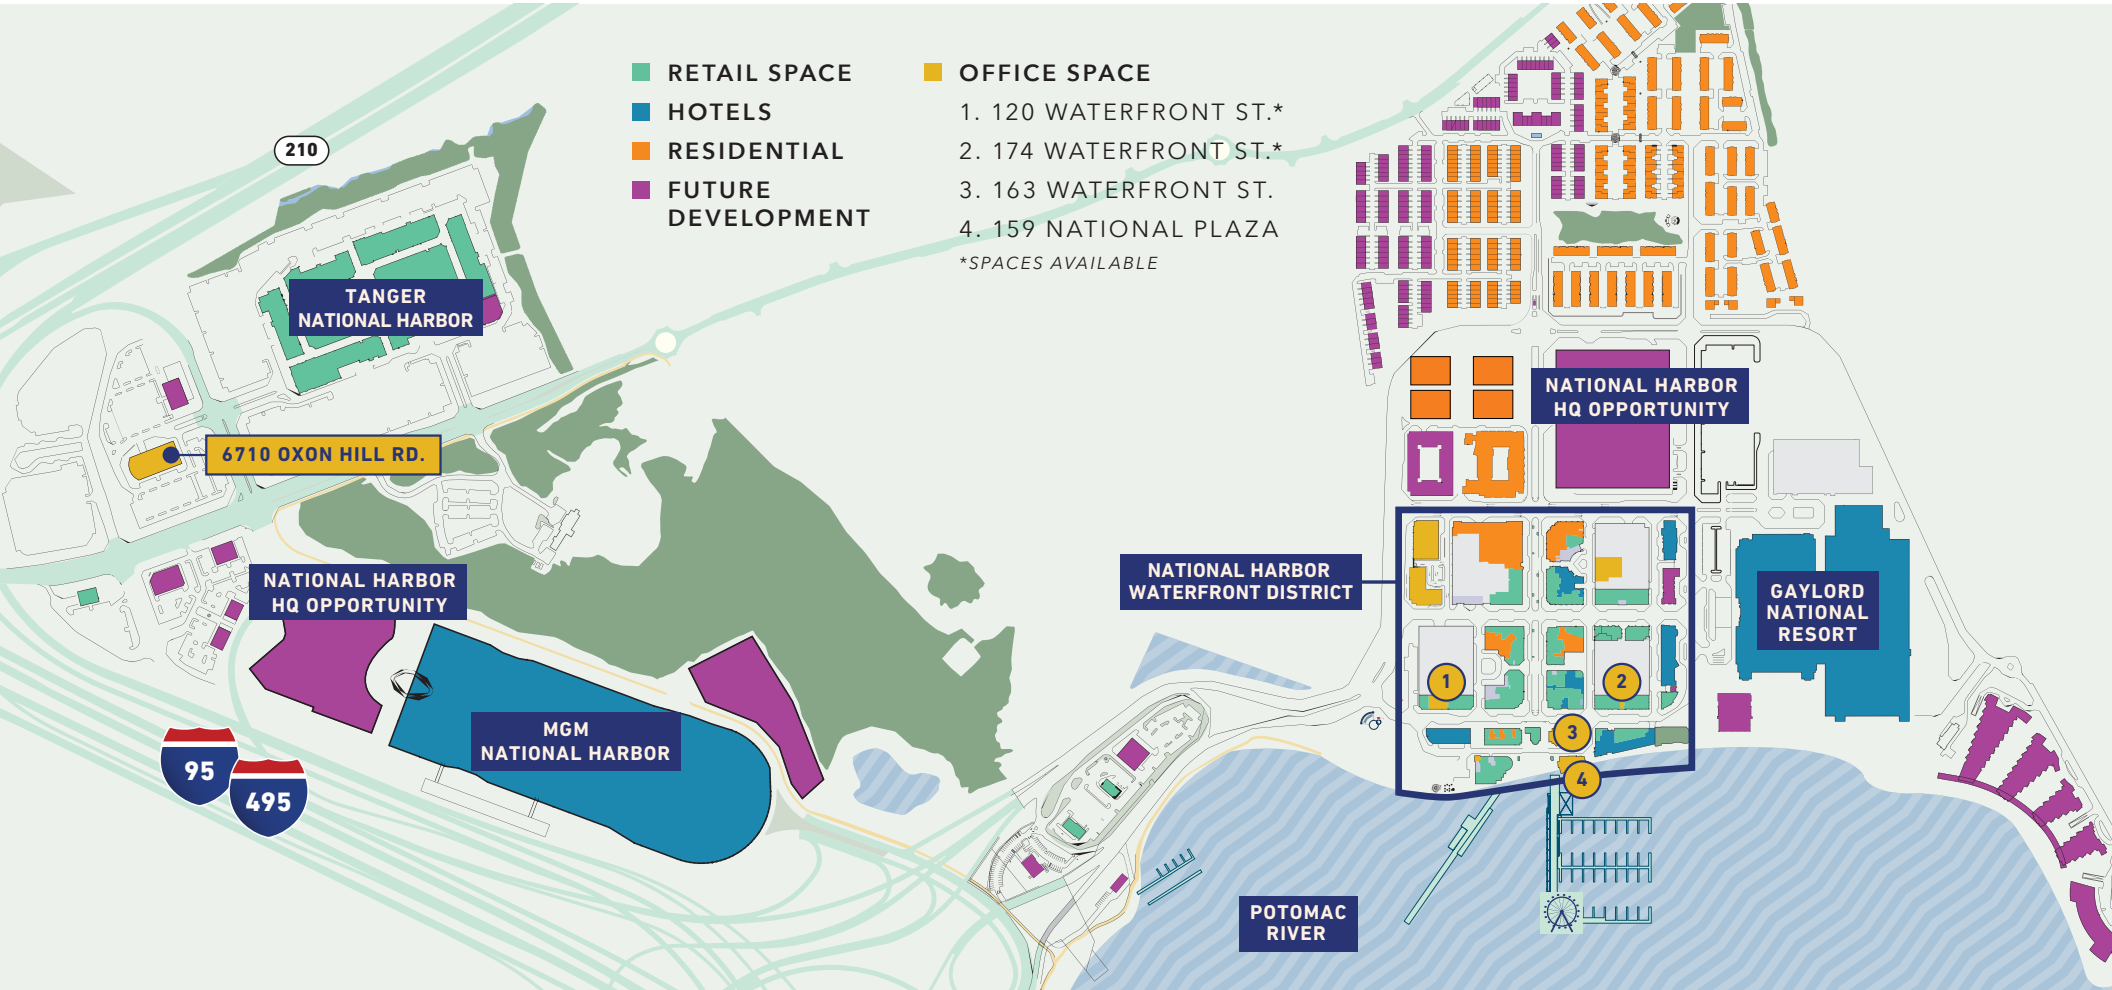 RETAIL SPACE
HOTELS
RESIDENTIAL
FUTURE
DEVELOPMENT
OFFICE SPACE
1. 120 WATERFRONT ST.*
2. 174 WATERFRONT ST.*
3. 163 WATERFRONT ST.
4. 159 NATIONAL PLAZA
*SPACES AVAILABLE
210
TANGER
NATIONAL HARBOR
6710 OXON HILL RD.
NATIONAL HARBOR
HQ OPPORTUNITY
MGM
NATIONAL HARBOR
95
495
NATIONAL HARBOR
HQ OPPORTUNITY
NATIONAL HARBOR
WATERFRONT DISTRICT
GAYLORD
NATIONAL
RESORT
1
2
3
4
POTOMAC
RIVER